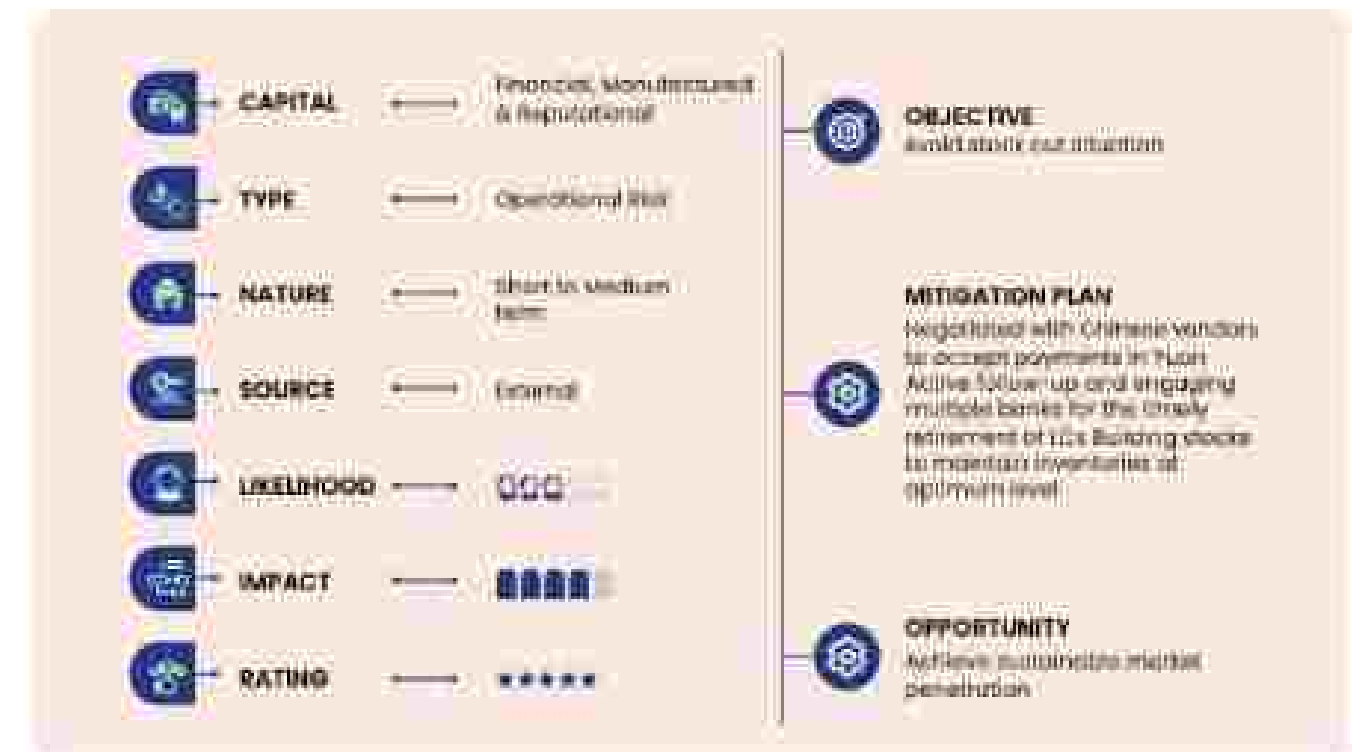 CAPITAL
Financial, Manufactured
& Reputational
TYPE
Operational Risk
NATURE
Short to Medium
term
SOURCE
External
LIKELIHOOD
IMPACT
RATING
OBJECTIVE
avoid stock out situation
MITIGATION PLAN
Negotiated with Chinese vendors
to accept payments in Yuan
Active follow-up and engaging
multiple banks for the timely
retirement of LCs Building stocks
to maintain inventories at
optimum level
OPPORTUNITY
Achieve sustainable market
penetration